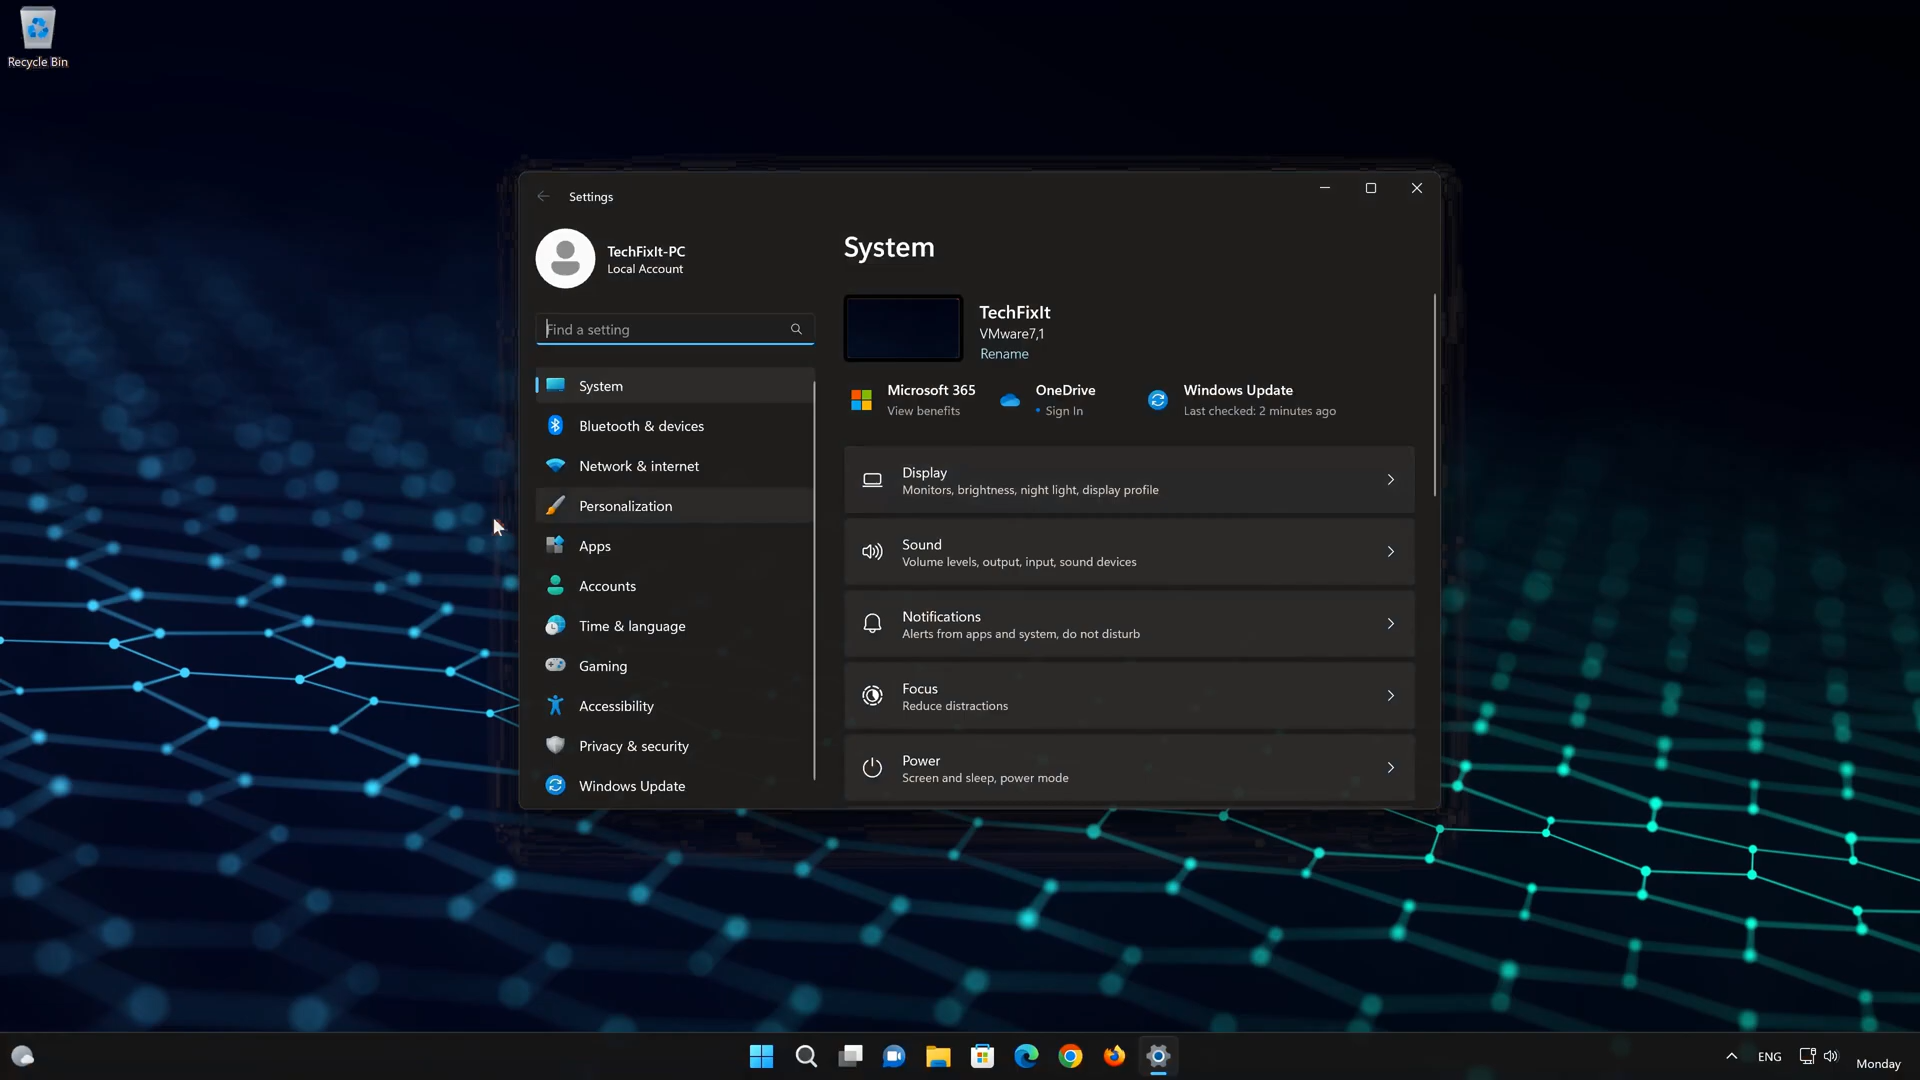 Recycle Bin
Settings
TechFixIt-PC
Local Account
Find a setting
System
Bluetooth & devices
Network & internet
Personalization
Apps
Accounts
Time & language
Gaming
Accessibility
Privacy & security
Windows Update
System
TechFixIt
VMware7,1
Rename
Microsoft 365
View benefits
OneDrive
• Sign In
Windows Update
Last checked: 2 minutes ago
Display
Monitors, brightness, night light, display profile
Sound
Volume levels, output, input, sound devices
Notifications
Alerts from apps and system, do not disturb
Focus
Reduce distractions
Power
Screen and sleep, power mode
ENG
Monday